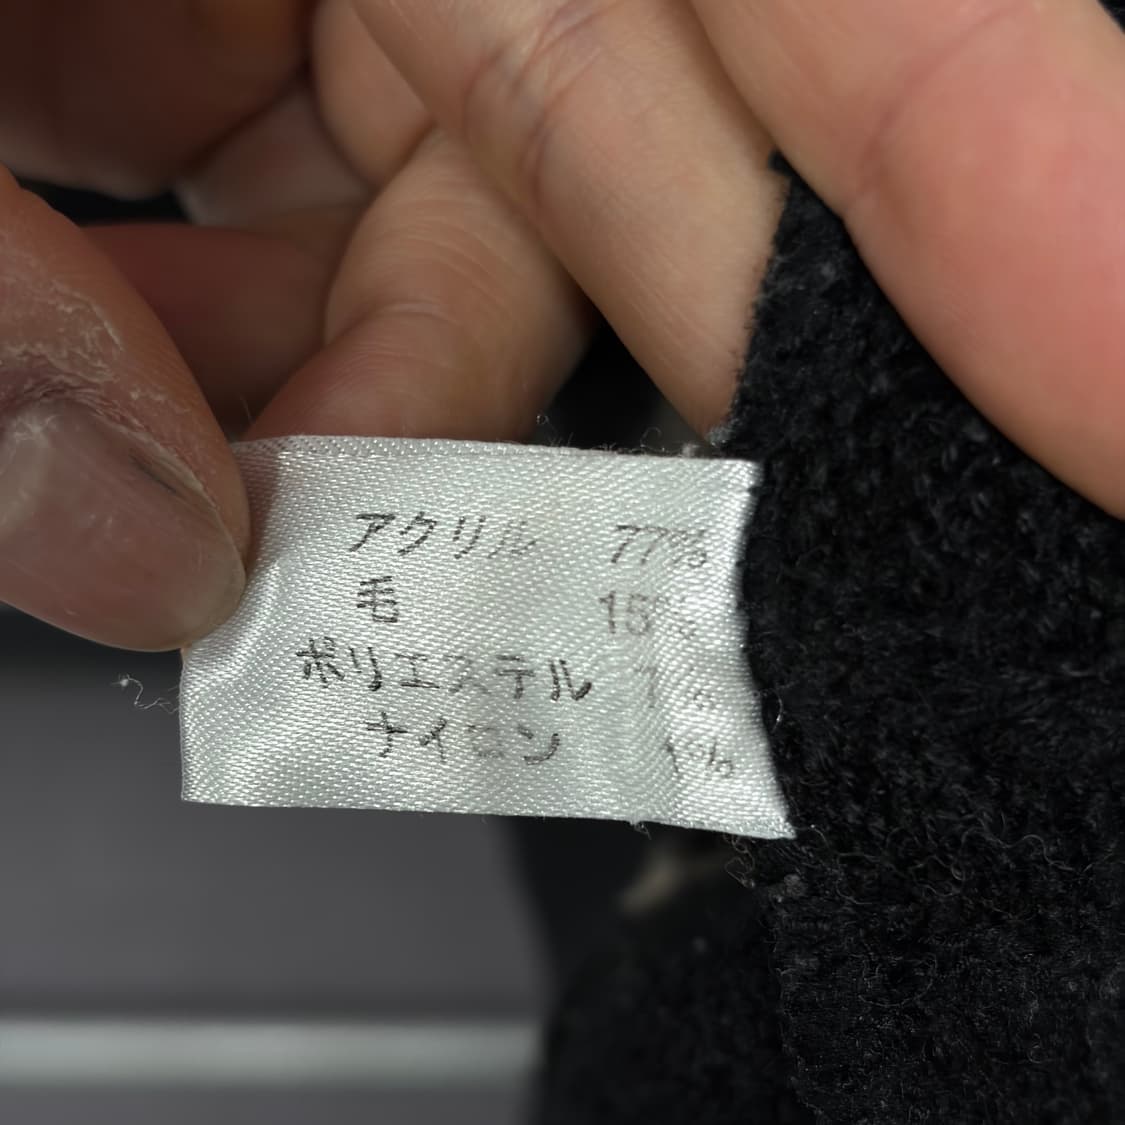 アクリル 77%
毛 15%
ポリエステル 7%
ナイロン 1%